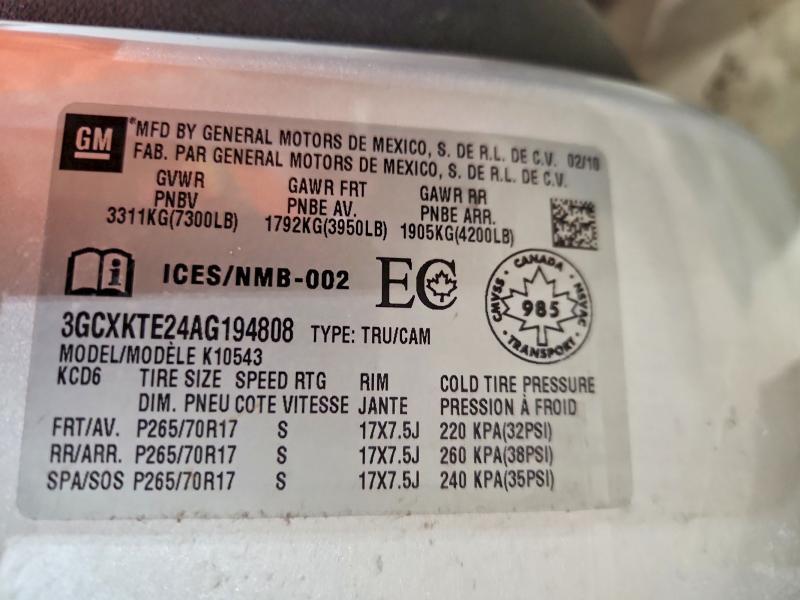 GM *MFD BY GENERAL MOTORS DE MEXICO, S. DE R.L. DE C.V. 02/10
FAB. PAR GENERAL MOTORS DE MEXICO, S. DE R.L. DE C.V.
GVWR GAWR FRT GAWR RR
PNBV PNBE AV. PNBE ARR.
3311KG(7300LB) 1792KG(3950LB) 1905KG(4200LB)
i ICES/NMB-002 EC
CANADA
CMVSS 985 NSVAC
TRANSPORT
3GCXKTE24AG194808 TYPE: TRU/CAM
MODEL/MODÈLE K10543
KCD6 TIRE SIZE SPEED RTG RIM COLD TIRE PRESSURE
DIM. PNEU COTE VITESSE JANTE PRESSION À FROID
FRT/AV. P265/70R17 S 17X7.5J 220 KPA(32PSI)
RR/ARR. P265/70R17 S 17X7.5J 260 KPA(38PSI)
SPA/SOS P265/70R17 S 17X7.5J 240 KPA(35PSI)